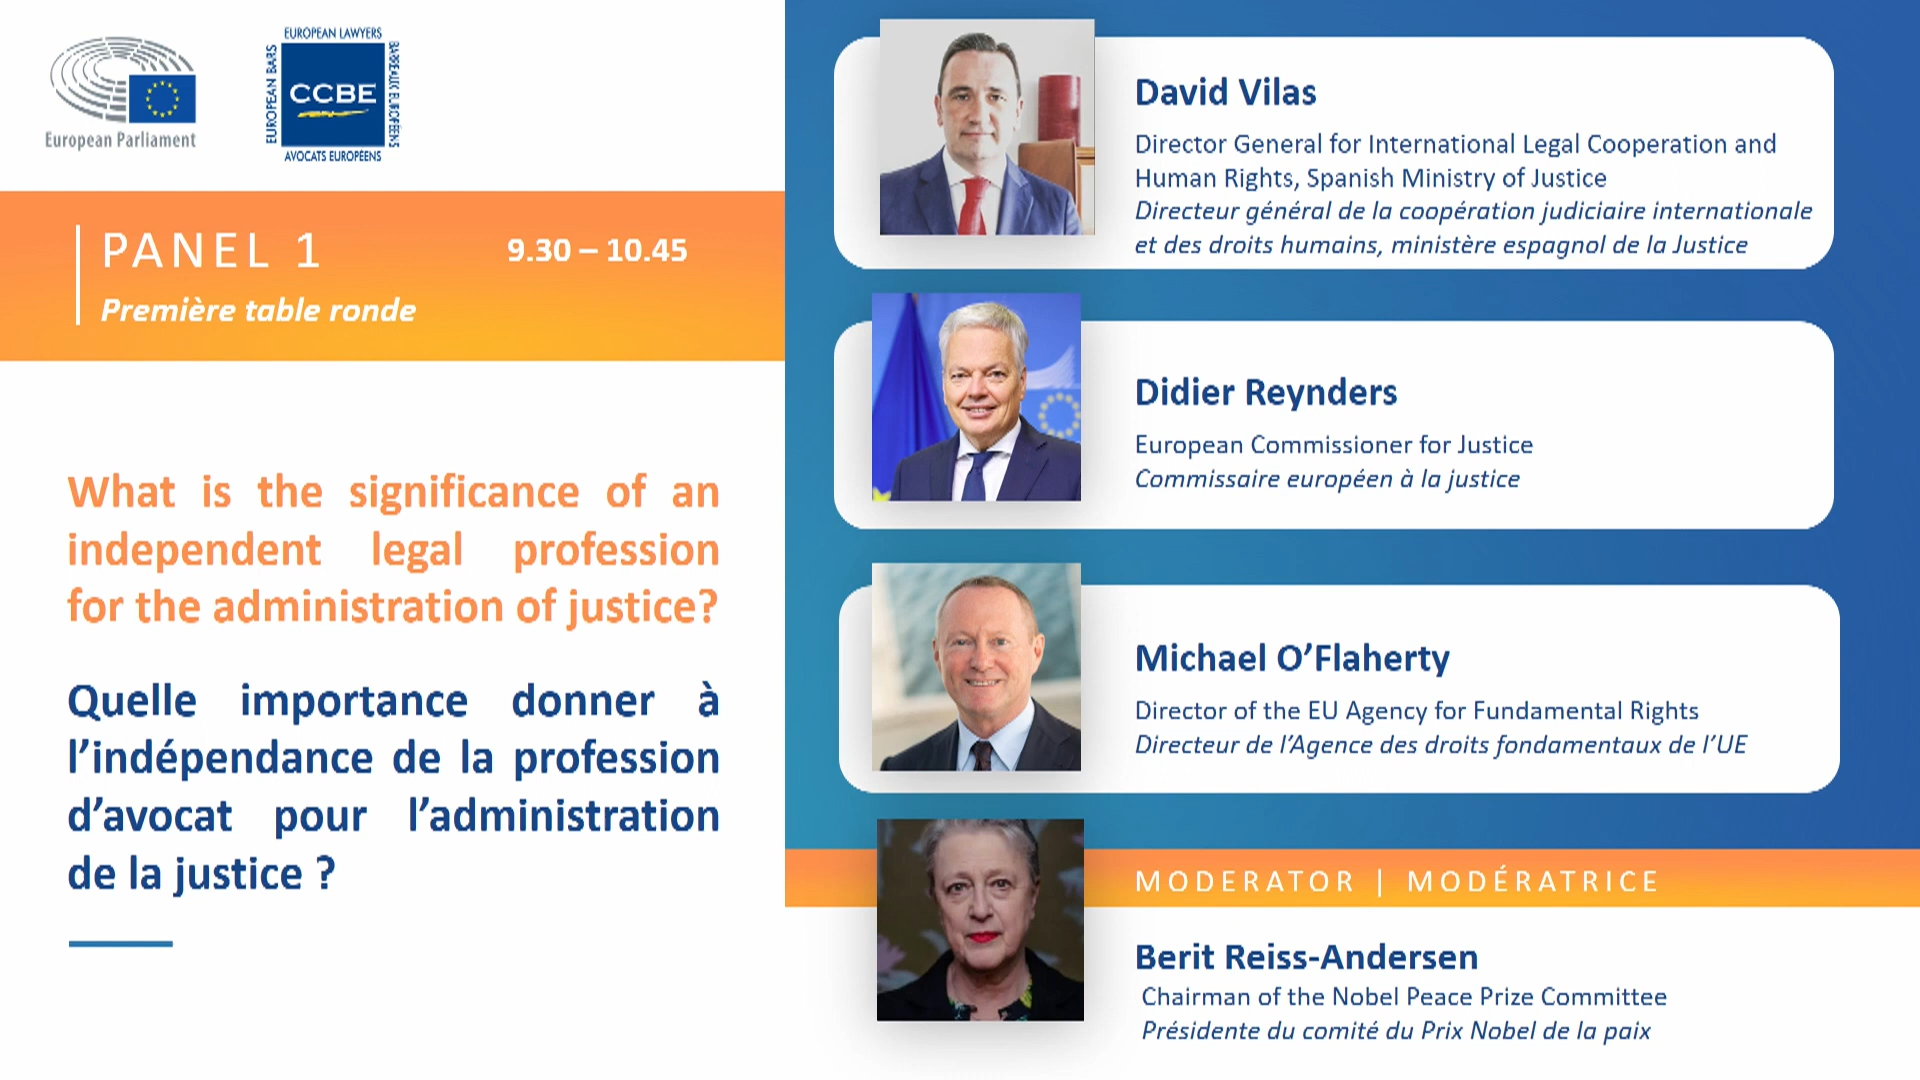 European Parliament
EUROPEAN LAWYERS
EUROPEAN BARS
CCBE
BARREAUX EUROPÉENS
AVOCATS EUROPÉENS
PANEL 1
9.30 – 10.45
Première table ronde
What is the significance of an
independent legal profession
for the administration of justice?
Quelle importance donner à
l’indépendance de la profession
d’avocat pour l’administration
de la justice ?
David Vilas
Director General for International Legal Cooperation and
Human Rights, Spanish Ministry of Justice
Directeur général de la coopération judiciaire internationale
et des droits humains, ministère espagnol de la Justice
Didier Reynders
European Commissioner for Justice
Commissaire européen à la justice
Michael O’Flaherty
Director of the EU Agency for Fundamental Rights
Directeur de l’Agence des droits fondamentaux de l’UE
MODERATOR | MODÉRATRICE
Berit Reiss-Andersen
Chairman of the Nobel Peace Prize Committee
Présidente du comité du Prix Nobel de la paix